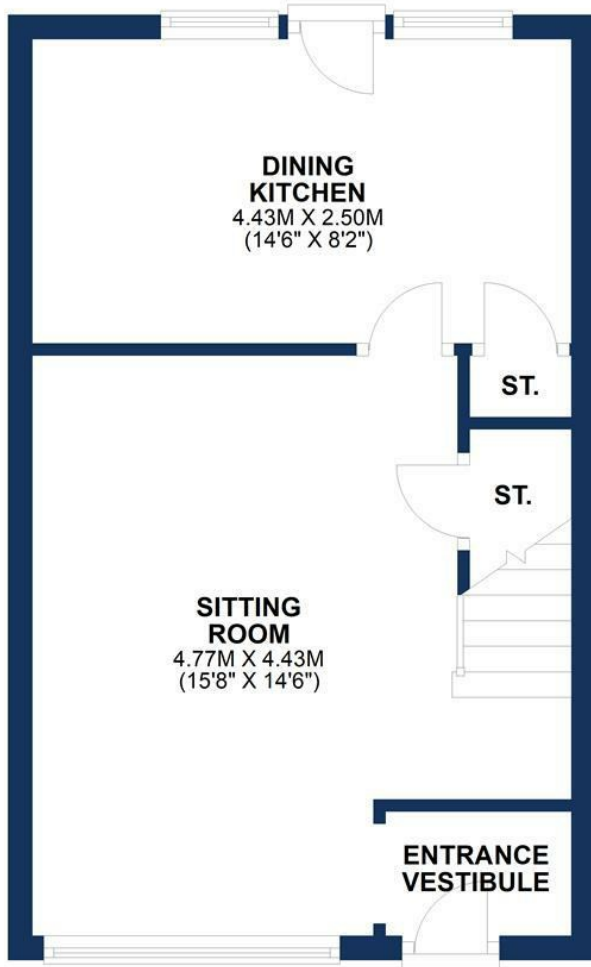 DINING
KITCHEN
4.43M X 2.50M
(14'6" X 8'2")
ST.
ST.
SITTING
ROOM
4.77M X 4.43M
(15'8" X 14'6")
ENTRANCE
VESTIBULE